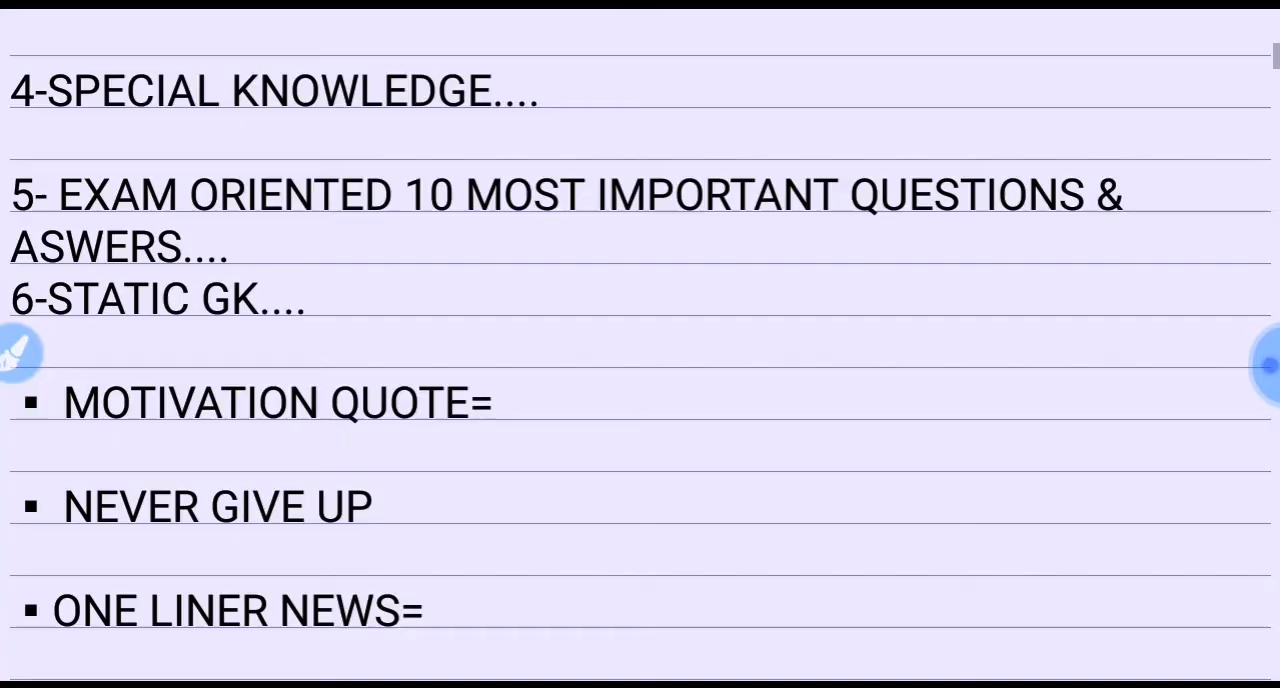 4-SPECIAL KNOWLEDGE....
5- EXAM ORIENTED 10 MOST IMPORTANT QUESTIONS &
ASWERS....
6-STATIC GK....
▪ MOTIVATION QUOTE=
▪ NEVER GIVE UP
▪ ONE LINER NEWS=